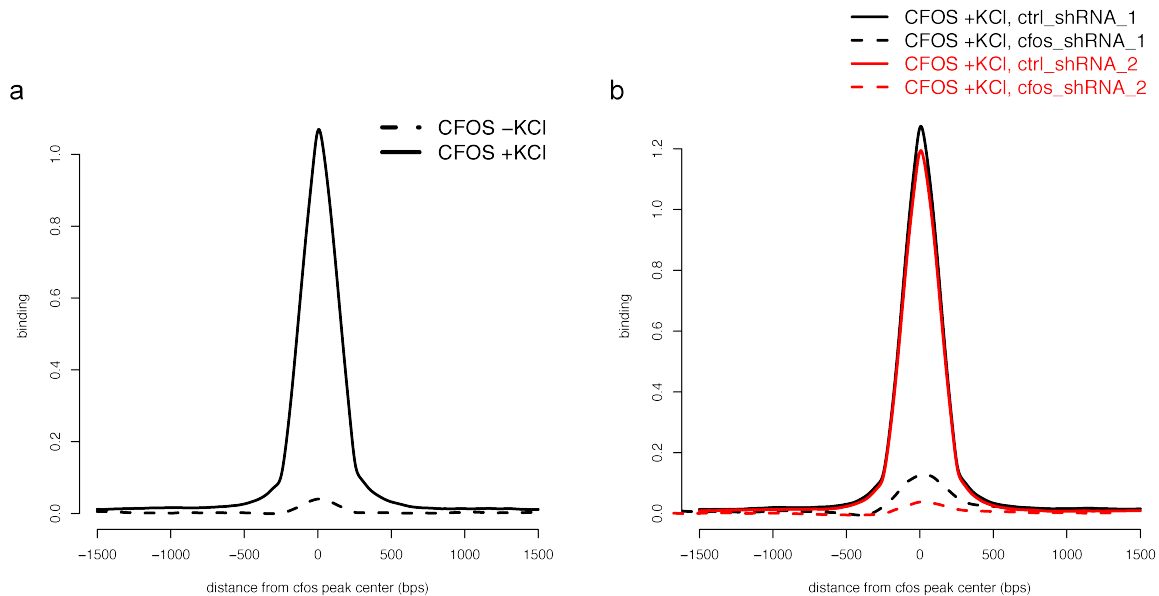 a
CFOS –KCl
CFOS +KCl
binding
0.0
0.2
0.4
0.6
0.8
1.0
−1500
−1000
−500
0
500
1000
1500
distance from cfos peak center (bps)
b
CFOS +KCl, ctrl_shRNA_1
CFOS +KCl, cfos_shRNA_1
CFOS +KCl, ctrl_shRNA_2
CFOS +KCl, cfos_shRNA_2
binding
0.0
0.2
0.4
0.6
0.8
1.0
1.2
−1500
−1000
−500
0
500
1000
1500
distance from cfos peak center (bps)